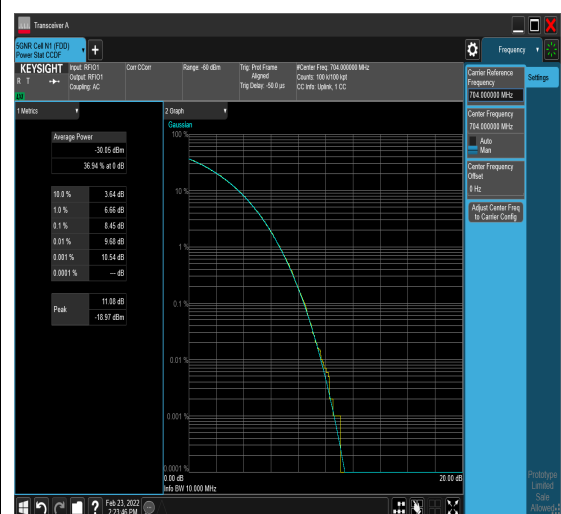 Transceiver A
5GNR Cell N1 (FDD)
Power Stat CCDF
Frequency
KEYSIGHT
R T
Input: RFIO1
Output: RFIO1
Coupling: AC
Corr CCorr
Range: -60 dBm
Trig: Prot Frame
Aligned
Trig Delay: -50.0 µs
#Center Freq: 704.000000 MHz
Counts: 100 k/100 kpt
CC Info: Uplink, 1 CC
Carrier Reference
Frequency
704.000000 MHz
Settings
Center Frequency
704.000000 MHz
Auto
Man
Center Frequency
Offset
0 Hz
Adjust Center Freq
to Carrier Config
1 Metrics
Average Power
-30.05 dBm
36.94 % at 0 dB
10.0 % 3.64 dB
1.0 % 6.66 dB
0.1 % 8.45 dB
0.01 % 9.68 dB
0.001 % 10.54 dB
0.0001 % --- dB
Peak
11.08 dB
-18.97 dBm
2 Graph
Gaussian
100 %
10 %
1 %
0.1 %
0.01 %
0.001 %
0.0001 %
0.00 dB
20.00 dB
Info BW 10.000 MHz
Feb 23, 2022
2:23:46 PM
Prototype
Limited
Sale
Allowed